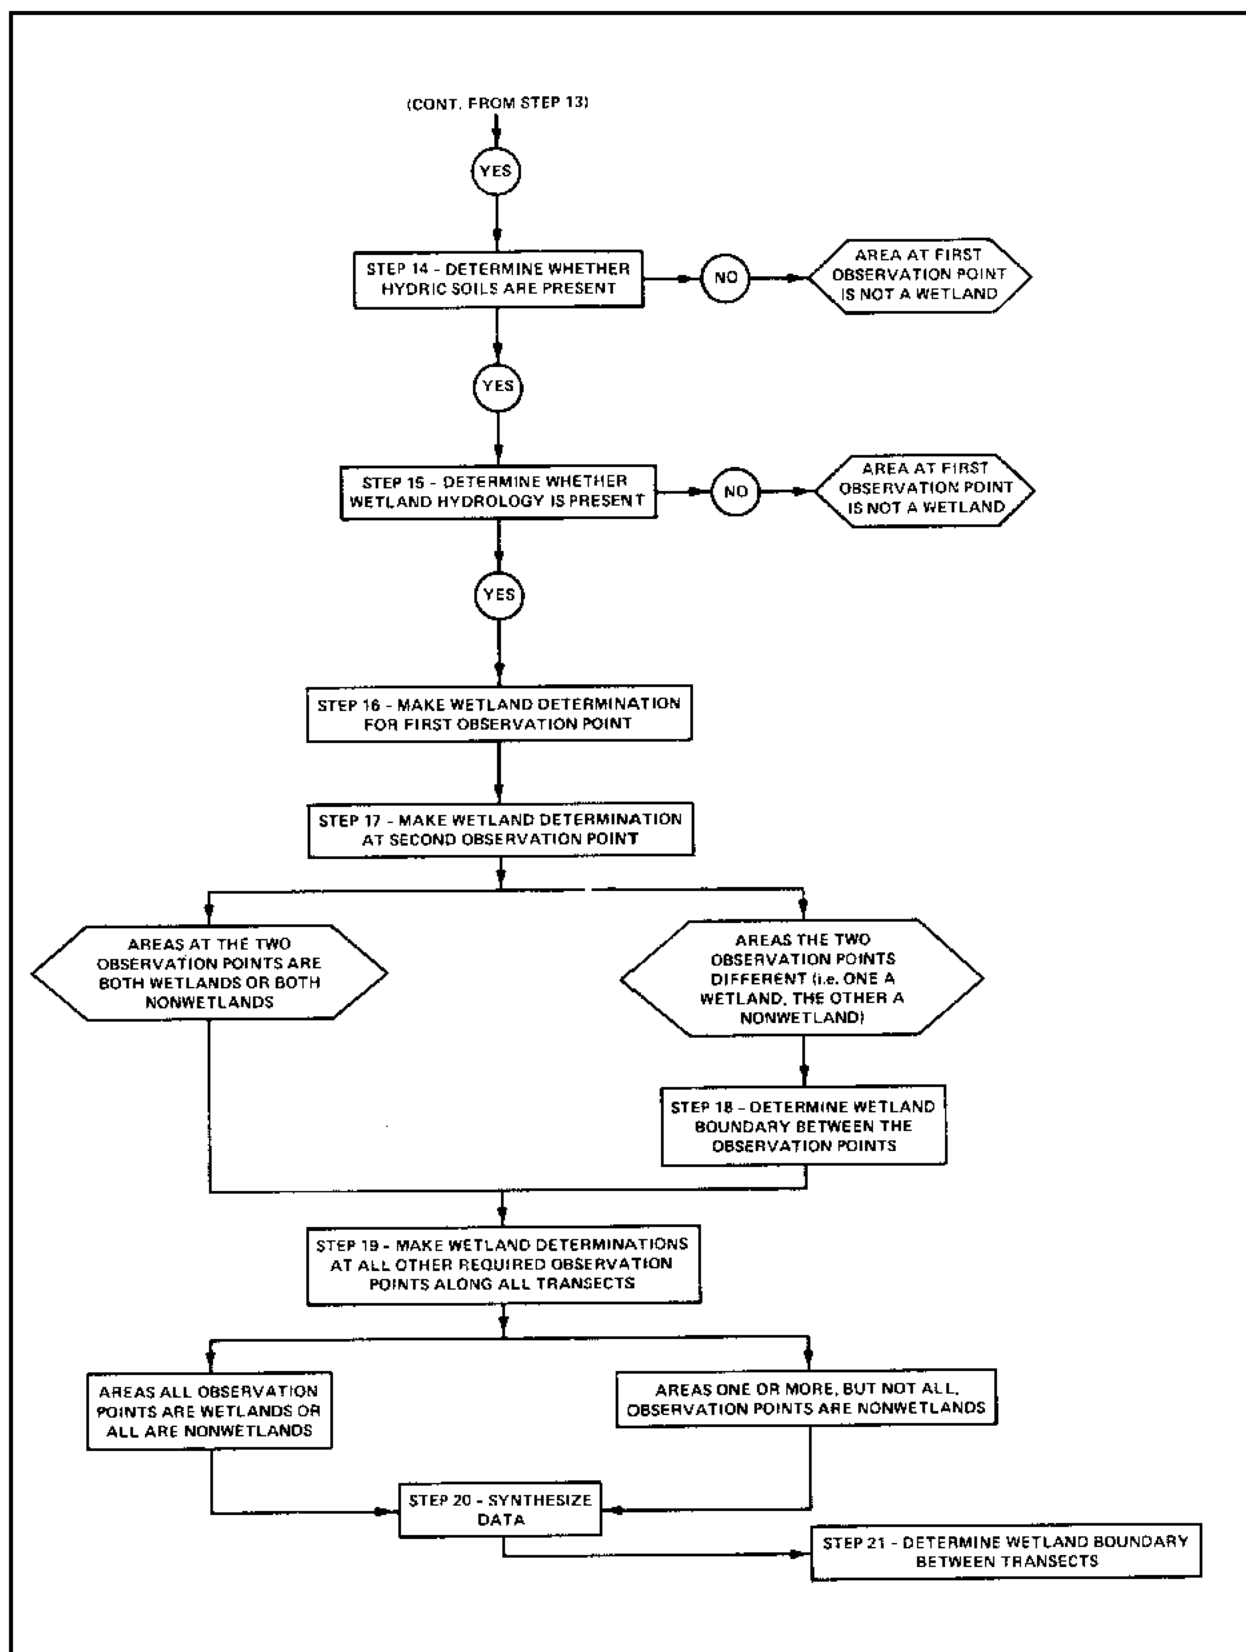 (CONT. FROM STEP 13)
YES
STEP 14 - DETERMINE WHETHER
HYDRIC SOILS ARE PRESENT
NO
AREA AT FIRST
OBSERVATION POINT
IS NOT A WETLAND
YES
STEP 15 - DETERMINE WHETHER
WETLAND HYDROLOGY IS PRESENT
NO
AREA AT FIRST
OBSERVATION POINT
IS NOT A WETLAND
YES
STEP 16 - MAKE WETLAND DETERMINATION
FOR FIRST OBSERVATION POINT
STEP 17 - MAKE WETLAND DETERMINATION
AT SECOND OBSERVATION POINT
AREAS AT THE TWO
OBSERVATION POINTS ARE
BOTH WETLANDS OR BOTH
NONWETLANDS
AREAS THE TWO
OBSERVATION POINTS
DIFFERENT (i.e. ONE A
WETLAND, THE OTHER A
NONWETLAND)
STEP 18 - DETERMINE WETLAND
BOUNDARY BETWEEN THE
OBSERVATION POINTS
STEP 19 - MAKE WETLAND DETERMINATIONS
AT ALL OTHER REQUIRED OBSERVATION
POINTS ALONG ALL TRANSECTS
AREAS ALL OBSERVATION
POINTS ARE WETLANDS OR
ALL ARE NONWETLANDS
AREAS ONE OR MORE, BUT NOT ALL,
OBSERVATION POINTS ARE NONWETLANDS
STEP 20 - SYNTHESIZE
DATA
STEP 21 - DETERMINE WETLAND BOUNDARY
BETWEEN TRANSECTS